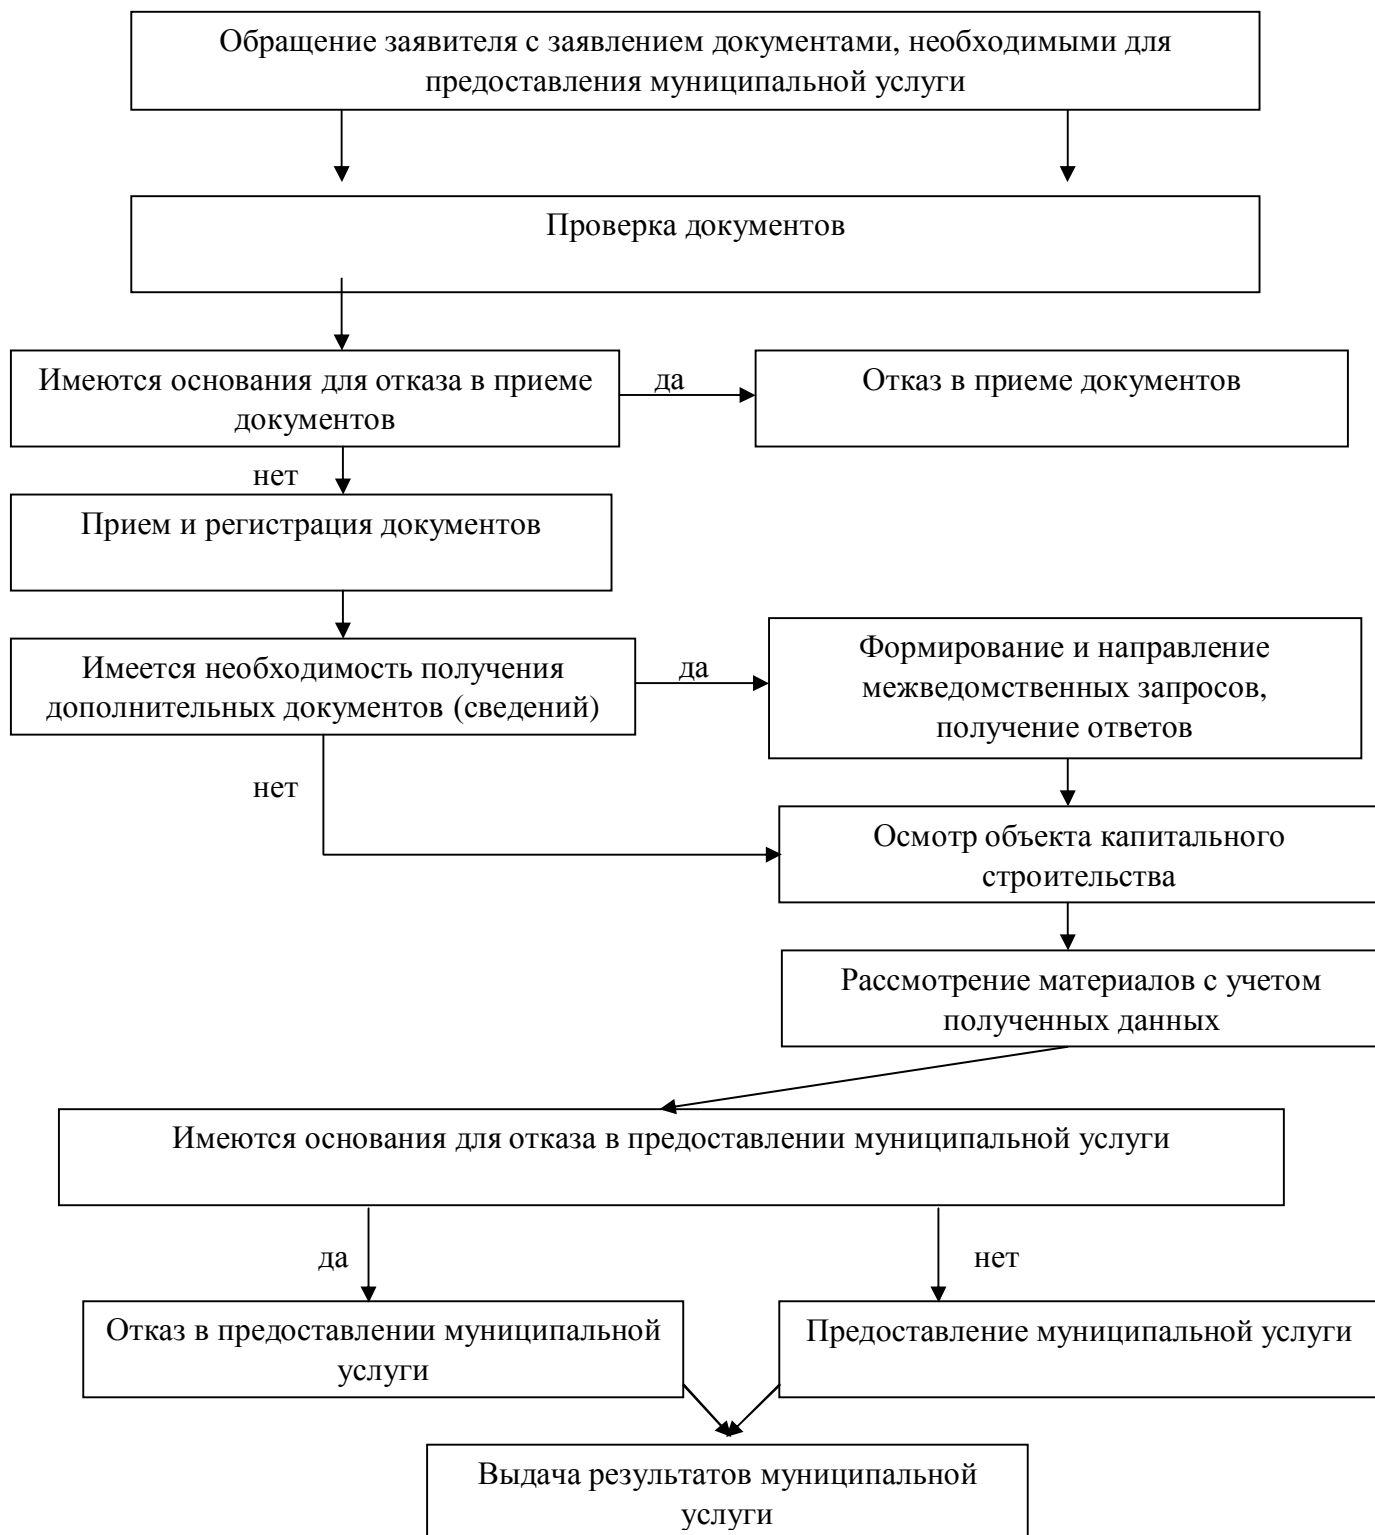 Обращение заявителя с заявлением документами, необходимыми для
предоставления муниципальной услуги
Проверка документов
Имеются основания для отказа в приеме
документов
да
Отказ в приеме документов
нет
Прием и регистрация документов
Имеется необходимость получения
дополнительных документов (сведений)
да
Формирование и направление
межведомственных запросов,
получение ответов
нет
Осмотр объекта капитального
строительства
Рассмотрение материалов с учетом
полученных данных
Имеются основания для отказа в предоставлении муниципальной услуги
да
нет
Отказ в предоставлении муниципальной
услуги
Предоставление муниципальной услуги
Выдача результатов муниципальной
услуги